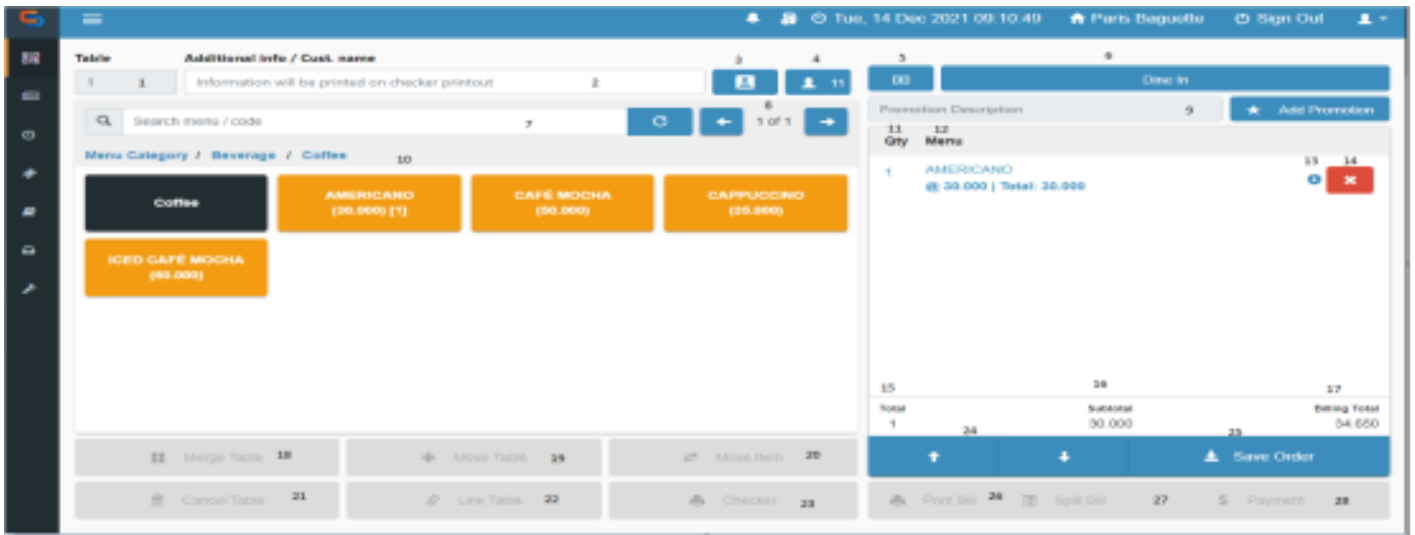 Tue, 14 Dec 2021 09:10:49 Paris Baguette Sign Out
Table Additional Info / Cust. name 3 4 5 6
1 1 Information will be printed on checker printout 2 11 Dine In
8 Promotion Description 9 Add Promotion
Search menu / code 7 1 of 1
11 12
Qty Menu
Menu Category / Beverage / Coffee 10
13 14
1 AMERICANO
@ 30.000 | Total: 30.000
Coffee AMERICANO CAFÉ MOCHA CAPPUCCINO
(30.000) [1] (50.000) (35.000)
ICED CAFÉ MOCHA
15 16 17
Total Subtotal Billing Total
1 30.000 34.650
24 25
Merge Table 18 Move Table 19 Move Item 20 Save Order
Cancel Table 21 Link Table 22 Checker 23 Print Bill 26 Split Bill 27 $ Payment 28